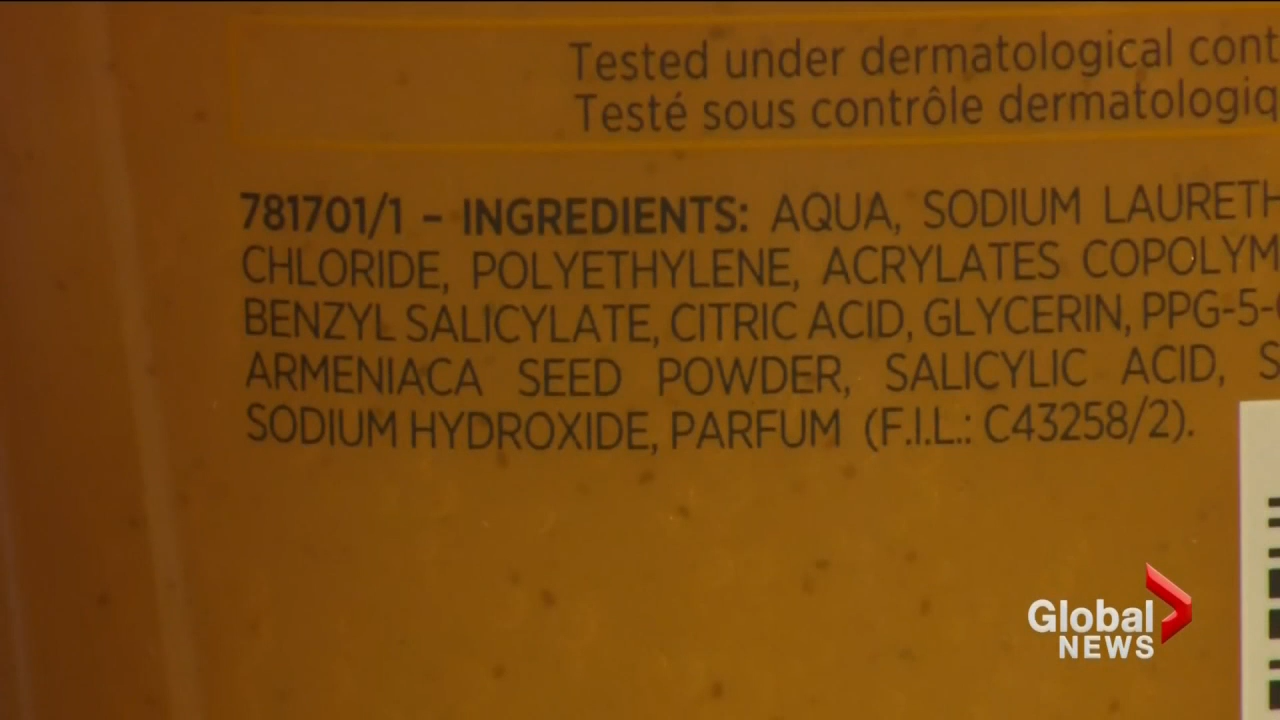 Tested under dermatological cont
Testé sous contrôle dermatologiq
781701/1 – INGREDIENTS: AQUA, SODIUM LAURETH
CHLORIDE, POLYETHYLENE, ACRYLATES COPOLYM
BENZYL SALICYLATE, CITRIC ACID, GLYCERIN, PPG-5-
ARMENIACA SEED POWDER, SALICYLIC ACID, S
SODIUM HYDROXIDE, PARFUM (F.I.L.: C43258/2).
Global
NEWS